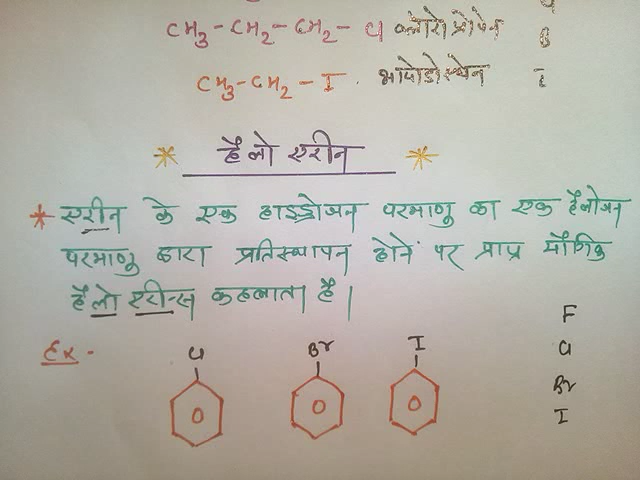 CH₃-CH₂-CH₂-Cl क्लोरो प्रोपेन
CH₃-CH₂-I. आयोडो एथेन
हैलो एरीन
एरीन के एक हाइड्रोजन परमाणु का एक हैलोजन
परमाणु द्वारा प्रतिस्थापन होने पर प्राप्त यौगिक
हैलो एरीन्स कहलाता है।
F
Cl
Br
I
Ex -
Cl Br I